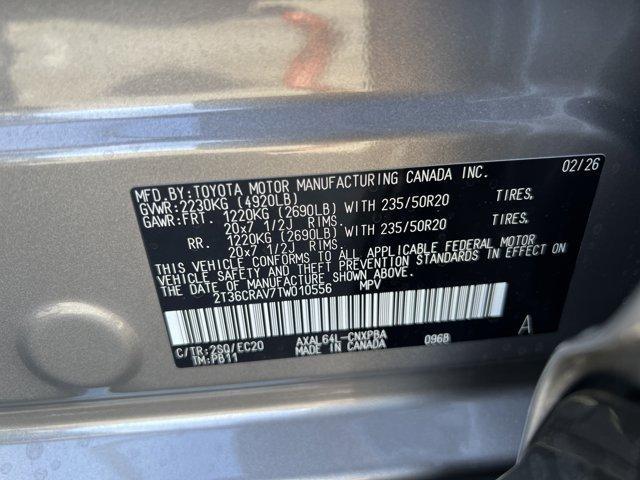 MFD.BY:TOYOTA MOTOR MANUFACTURING CANADA INC. 02/26
GVWR:2230KG (4920LB)
GAWR:FRT. 1220KG (2690LB) WITH 235/50R20 TIRES.
20x7 1/2J RIMS
RR. 1220KG (2690LB) WITH 235/50R20 TIRES.
20x7 1/2J RIMS.
THIS VEHICLE CONFORMS TO ALL APPLICABLE FEDERAL MOTOR
VEHICLE SAFETY AND THEFT PREVENTION STANDARDS IN EFFECT ON
THE DATE OF MANUFACTURE SHOWN ABOVE.
2T36CRAV7TW010556 MPV
A
C/TR:2SQ/EC20 AXAL64L-CNXPBA 096B
TM:PB11 MADE IN CANADA